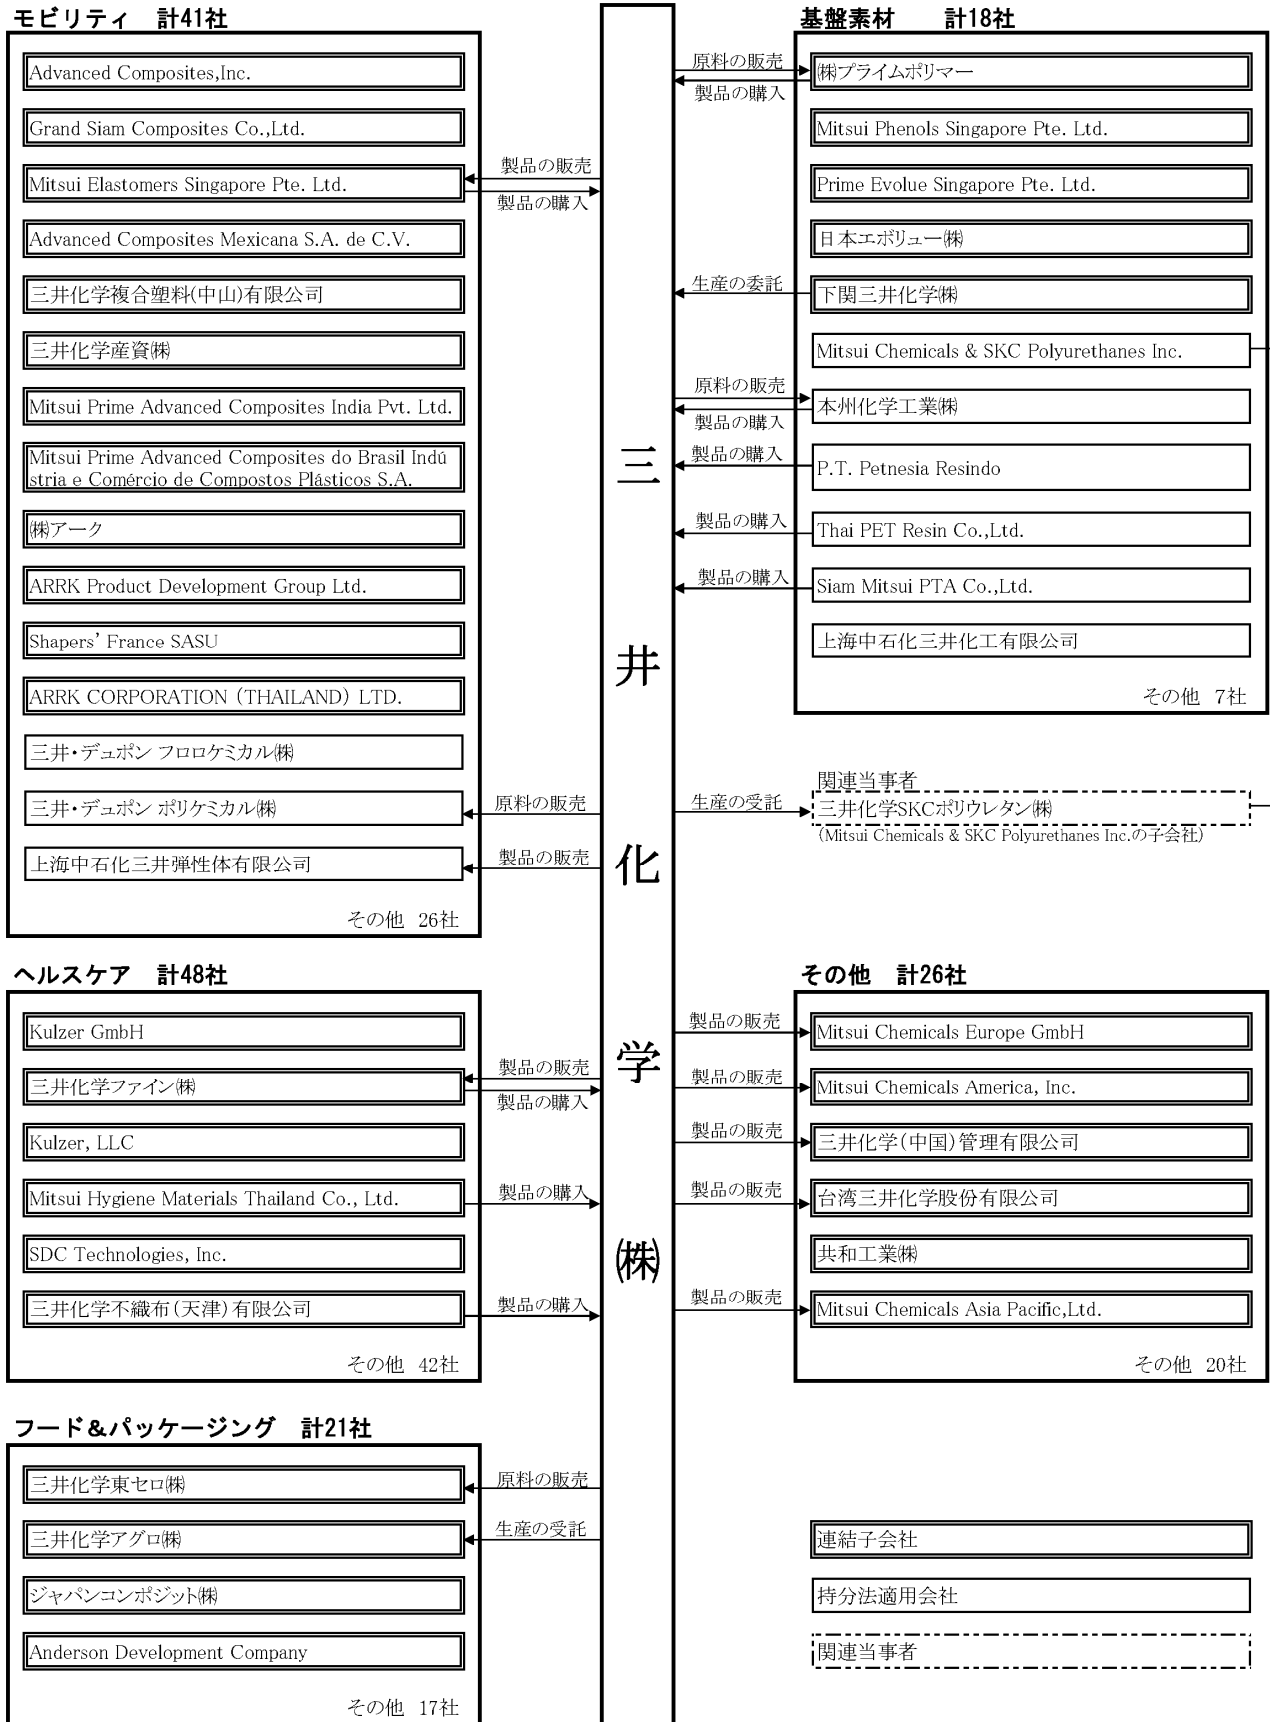 モビリティ　計41社
Advanced Composites,Inc.
Grand Siam Composites Co.,Ltd.
Mitsui Elastomers Singapore Pte. Ltd.
Advanced Composites Mexicana S.A. de C.V.
三井化学複合塑料(中山)有限公司
三井化学産資㈱
Mitsui Prime Advanced Composites India Pvt. Ltd.
Mitsui Prime Advanced Composites do Brasil Indú
stria e Comércio de Compostos Plásticos S.A.
㈱アーク
ARRK Product Development Group Ltd.
Shapers’ France SASU
ARRK CORPORATION (THAILAND) LTD.
三井・デュポン フロロケミカル㈱
三井・デュポン ポリケミカル㈱
上海中石化三井弾性体有限公司
その他 26社
製品の販売
製品の購入
原料の販売
製品の販売
ヘルスケア　計48社
Kulzer GmbH
三井化学ファイン㈱
Kulzer, LLC
Mitsui Hygiene Materials Thailand Co., Ltd.
SDC Technologies, Inc.
三井化学不織布(天津)有限公司
その他 42社
製品の販売
製品の購入
製品の購入
製品の購入
フード&パッケージング　計21社
三井化学東セロ㈱
三井化学アグロ㈱
ジャパンコンポジット㈱
Anderson Development Company
その他 17社
原料の販売
生産の受託
三井化学㈱
基盤素材　計18社
原料の販売
製品の購入
生産の委託
原料の販売
製品の購入
製品の購入
製品の購入
製品の購入
㈱プライムポリマー
Mitsui Phenols Singapore Pte. Ltd.
Prime Evolue Singapore Pte. Ltd.
日本エボリュー㈱
下関三井化学㈱
Mitsui Chemicals & SKC Polyurethanes Inc.
本州化学工業㈱
P.T. Petnesia Resindo
Thai PET Resin Co.,Ltd.
Siam Mitsui PTA Co.,Ltd.
上海中石化三井化工有限公司
その他 7社
関連当事者
生産の受託
三井化学SKCポリウレタン㈱
(Mitsui Chemicals & SKC Polyurethanes Inc.の子会社)
その他　計26社
製品の販売
製品の販売
製品の販売
製品の販売
製品の販売
Mitsui Chemicals Europe GmbH
Mitsui Chemicals America, Inc.
三井化学(中国)管理有限公司
台湾三井化学股份有限公司
共和工業㈱
Mitsui Chemicals Asia Pacific,Ltd.
その他 20社
連結子会社
持分法適用会社
関連当事者